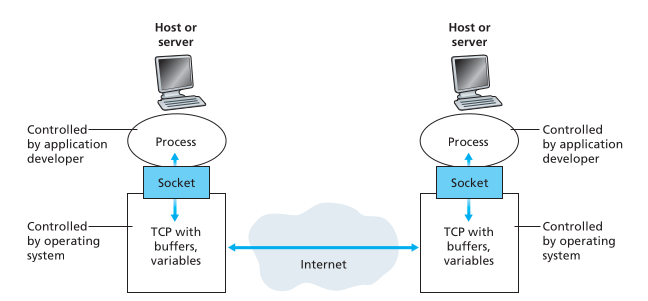 Host or
server
Host or
server
Controlled
by application
developer
Process
Process
Controlled
by application
developer
Socket
Socket
Controlled
by operating
system
TCP with
buffers,
variables
Internet
TCP with
buffers,
variables
Controlled
by operating
system